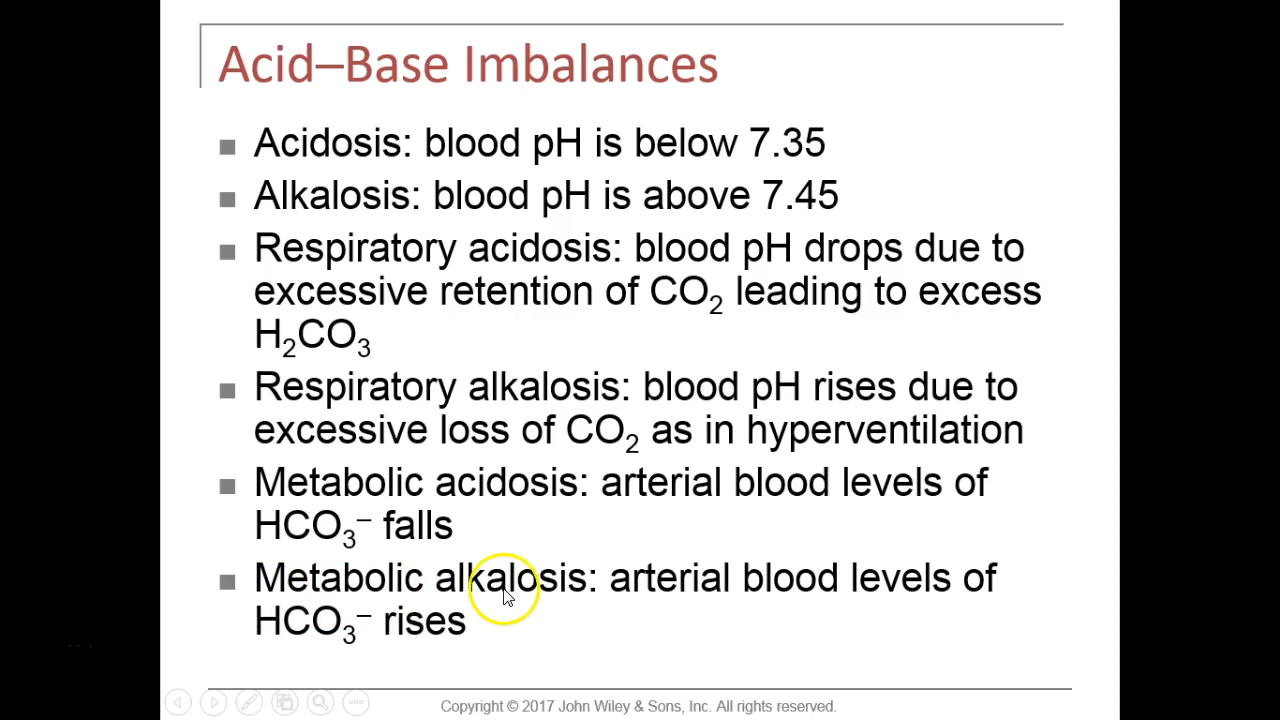 Acid–Base Imbalances
Acidosis: blood pH is below 7.35
Alkalosis: blood pH is above 7.45
Respiratory acidosis: blood pH drops due to
excessive retention of CO₂ leading to excess
H₂CO₃
Respiratory alkalosis: blood pH rises due to
excessive loss of CO₂ as in hyperventilation
Metabolic acidosis: arterial blood levels of
HCO₃⁻ falls
Metabolic alkalosis: arterial blood levels of
HCO₃⁻ rises
Copyright © 2017 John Wiley & Sons, Inc. All rights reserved.